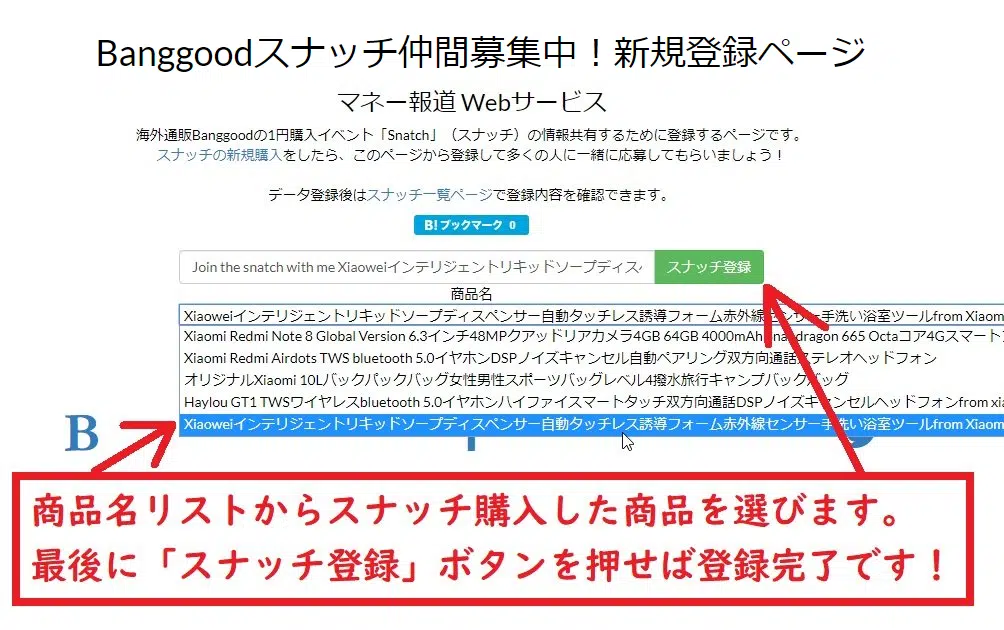 Banggoodスナッチ仲間募集中！新規登録ページ
マネー報道 Webサービス
海外通販Banggoodの1円購入イベント「Snatch」（スナッチ）の情報共有するために登録するページです。
スナッチの新規購入をしたら、このページから登録して多くの人に一緒に応募してもらいましょう！
データ登録後はスナッチ一覧ページで登録内容を確認できます。
B! ブックマーク 0
Join the snatch with me Xiaoweiインテリジェントリキッドソープディスペ
スナッチ登録
商品名
Xiaoweiインテリジェントリキッドソープディスペンサー自動タッチレス誘導フォーム赤外線センサー手洗い浴室ツールfrom Xiaom
Xiaomi Redmi Note 8 Global Version 6.3インチ48MPクアッドリアカメラ4GB 64GB 4000mAh Snapdragon 665 Octaコア4Gスマート
Xiaomi Redmi Airdots TWS bluetooth 5.0イヤホンDSPノイズキャンセル自動ペアリング双方向通話ステレオヘッドフォン
オリジナルXiaomi 10Lバックパックバッグ女性男性スポーツバッグレベル4撥水旅行キャンプバックバッグ
Haylou GT1 TWSワイヤレスbluetooth 5.0イヤホンハイファイスマートタッチ双方向通話DSPノイズキャンセルヘッドフォンfrom xia
Xiaoweiインテリジェントリキッドソープディスペンサー自動タッチレス誘導フォーム赤外線センサー手洗い浴室ツールfrom Xiaom
B
商品名リストからスナッチ購入した商品を選びます。
最後に「スナッチ登録」ボタンを押せば登録完了です！